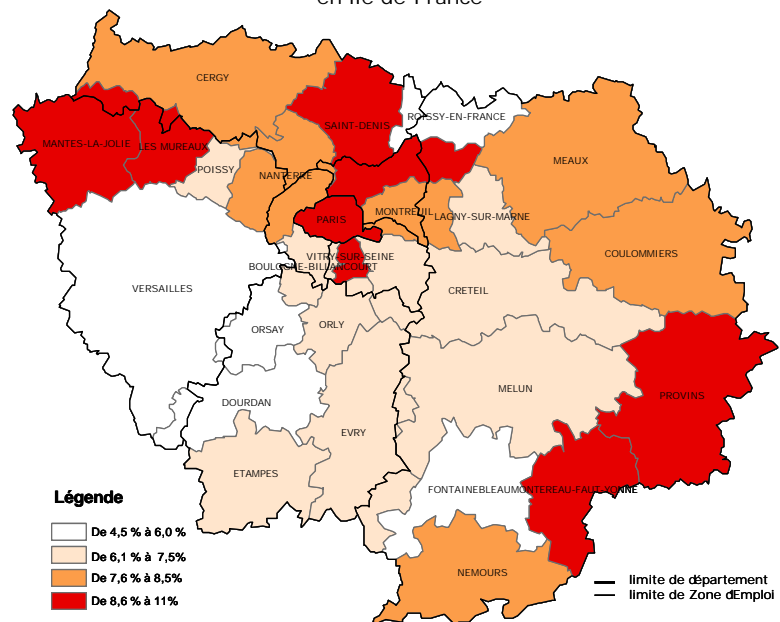 en Ile de France
CERGY
ROISSY-EN-FRANCE
SAINT-DENIS
MANTES-LA-JOLIE
LES MUREAUX
POISSY
NANTERRE
MEAUX
MONTREUIL
LAGNY-SUR-MARNE
PARIS
COULOMMIERS
VITRY-SUR-SEINE
BOULOGNE-BILLANCOURT
VERSAILLES
CRETEIL
ORSAY
ORLY
MELUN
PROVINS
DOURDAN
EVRY
ETAMPES
FONTAINEBLEAU
MONTEREAU-FAUT-YONNE
NEMOURS
Légende
De 4,5 % à 6,0 %
De 6,1 % à 7,5%
De 7,6 % à 8,5%
De 8,6 % à 11%
limite de département
limite de Zone d'Emploi